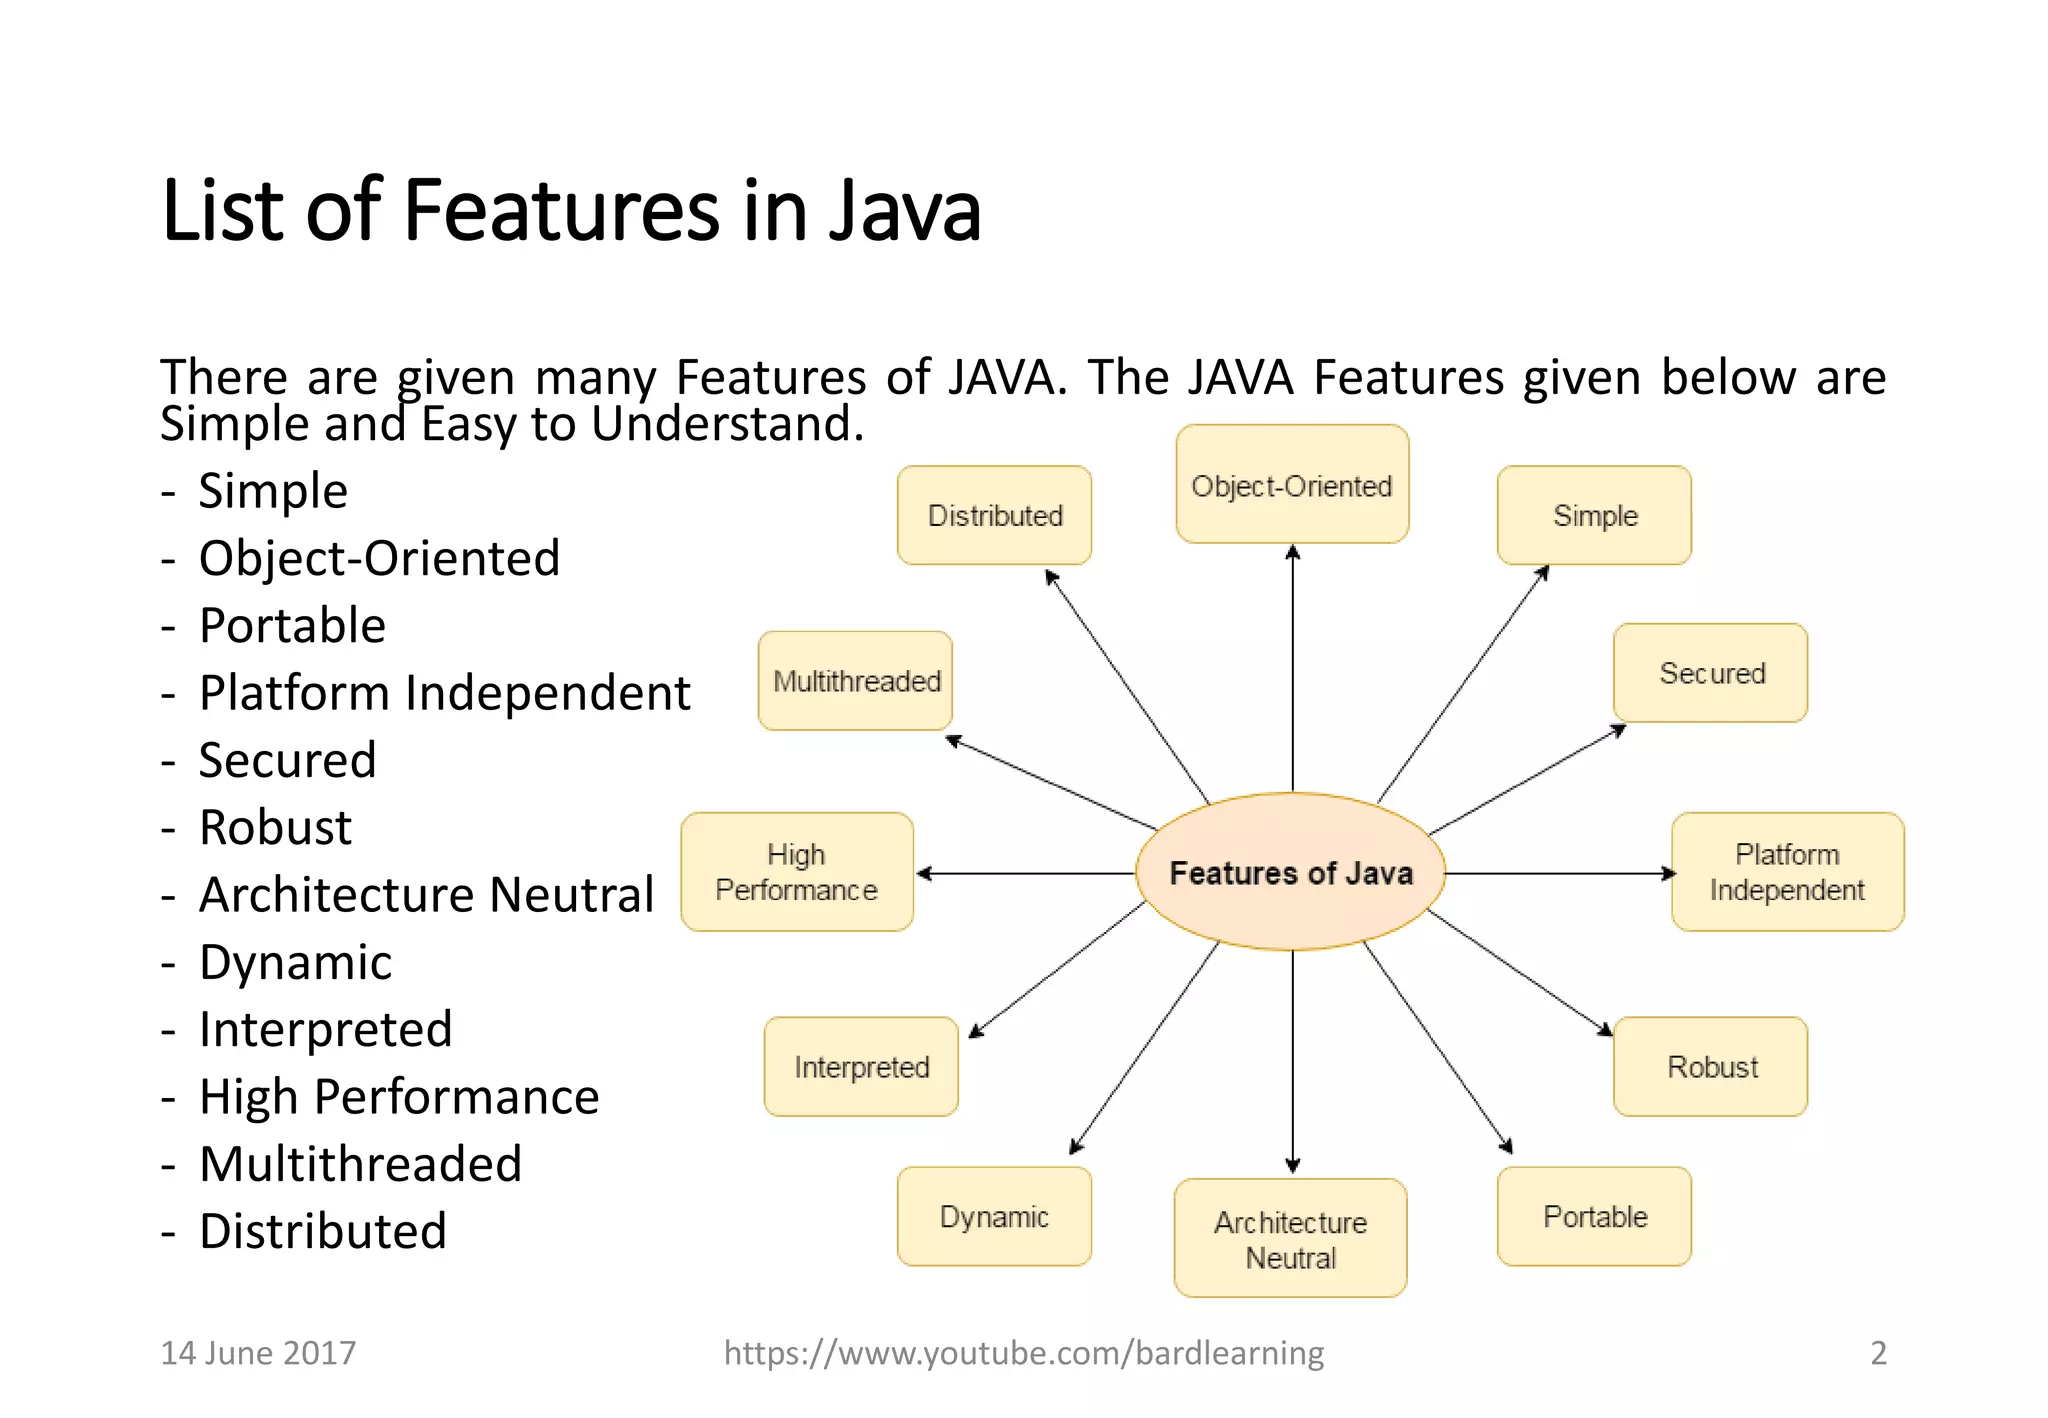 List of Features in Java
There are given many Features of JAVA. The JAVA Features given below are
Simple and Easy to Understand.
- Simple
- Object-Oriented
- Portable
- Platform Independent
- Secured
- Robust
- Architecture Neutral
- Dynamic
- Interpreted
- High Performance
- Multithreaded
- Distributed
Object-Oriented
Distributed
Simple
Multithreaded
Secured
High
Performance
Features of Java
Platform
Independent
Interpreted
Robust
Dynamic
Architecture
Neutral
Portable
14 June 2017
https://www.youtube.com/bardlearning
2